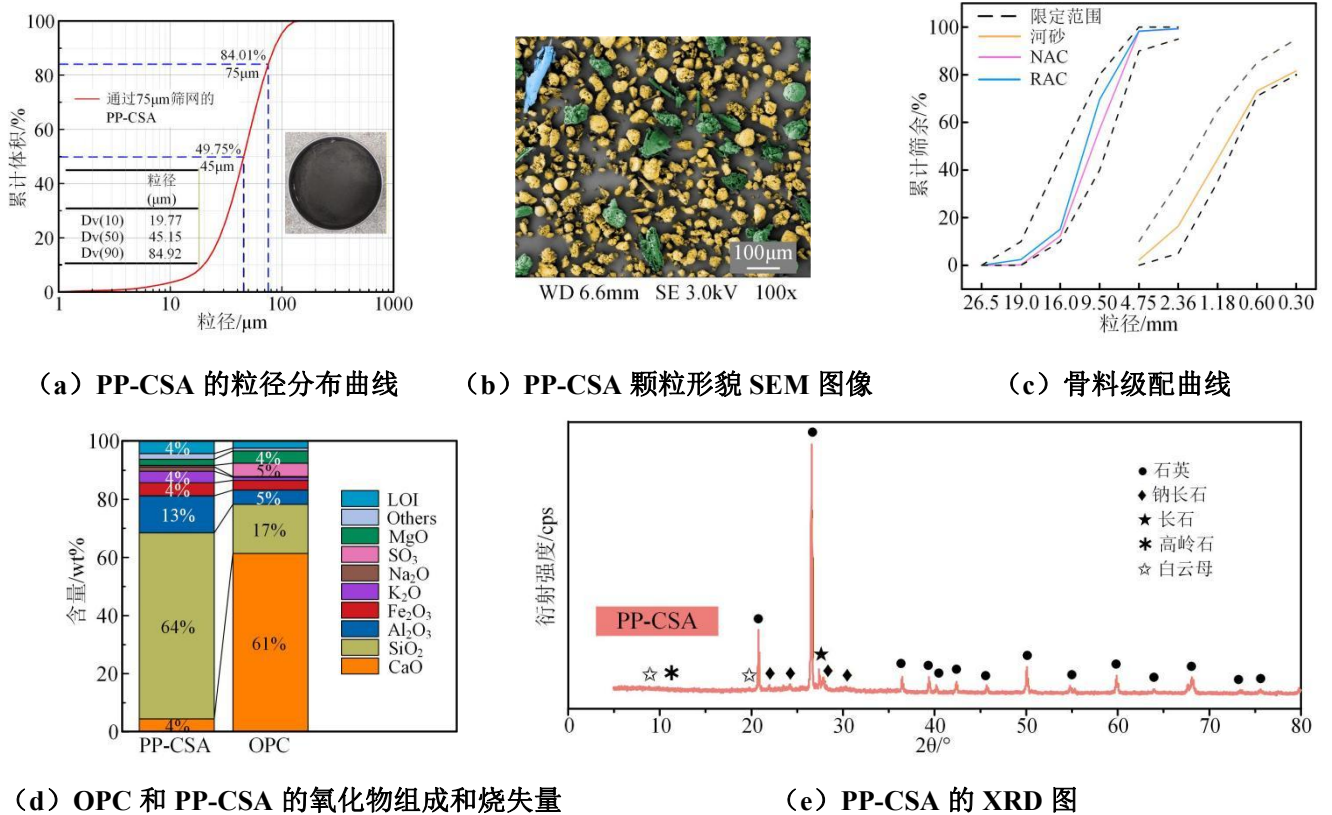 100
80
60
40
20
0
累计体积/%
84.01%
75μm
通过75μm筛网的
PP-CSA
49.75%
45μm
粒径
(μm)
Dv(10) 19.77
Dv(50) 45.15
Dv(90) 84.92
1 10 100 1000
粒径/μm
100μm
WD 6.6mm SE 3.0kV 100x
100
80
60
40
20
0
累计筛余/%
限定范围
河砂
NAC
RAC
26.5 19.0 16.0 9.50 4.75 2.36 1.18 0.60 0.30
粒径/mm
(a)PP-CSA 的粒径分布曲线
(b)PP-CSA 颗粒形貌 SEM 图像
(c)骨料级配曲线
100
80
60
40
20
0
含量/wt%
4%
4%
4%
13%
64%
4%
4%
5%
5%
17%
61%
PP-CSA OPC
LOI
Others
MgO
SO₃
Na₂O
K₂O
Fe₂O₃
Al₂O₃
SiO₂
CaO
衍射强度/cps
PP-CSA
石英
钠长石
长石
高岭石
白云母
0 10 20 30 40 50 60 70 80
2θ/°
(d)OPC 和 PP-CSA 的氧化物组成和烧失量
(e)PP-CSA 的 XRD 图